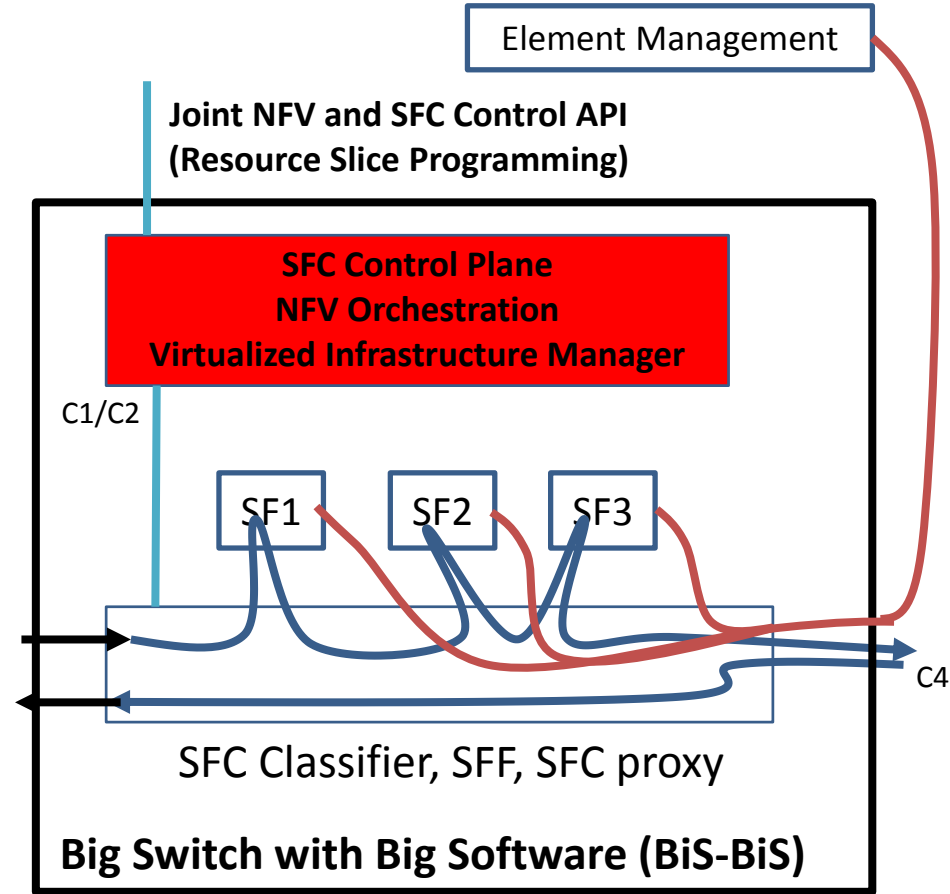 Element Management
Joint NFV and SFC Control API
(Resource Slice Programming)
SFC Control Plane
NFV Orchestration
Virtualized Infrastructure Manager
C1/C2
SF1
SF2
SF3
C4
SFC Classifier, SFF, SFC proxy
Big Switch with Big Software (BiS-BiS)